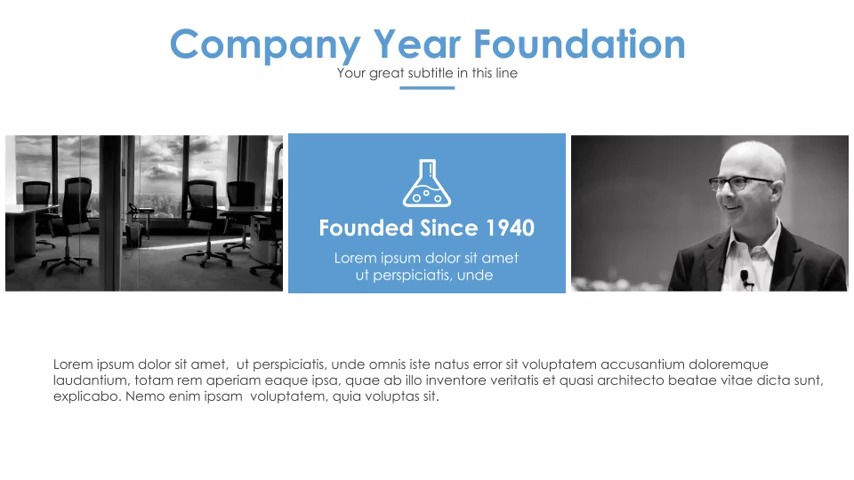 Company Year Foundation
Your great subtitle in this line
Founded Since 1940
Lorem ipsum dolor sit amet
ut perspiciatis, unde
Lorem ipsum dolor sit amet,  ut perspiciatis, unde omnis iste natus error sit voluptatem accusantium doloremque
laudantium, totam rem aperiam eaque ipsa, quae ab illo inventore veritatis et quasi architecto beatae vitae dicta sunt,
explicabo. Nemo enim ipsam  voluptatem, quia voluptas sit.